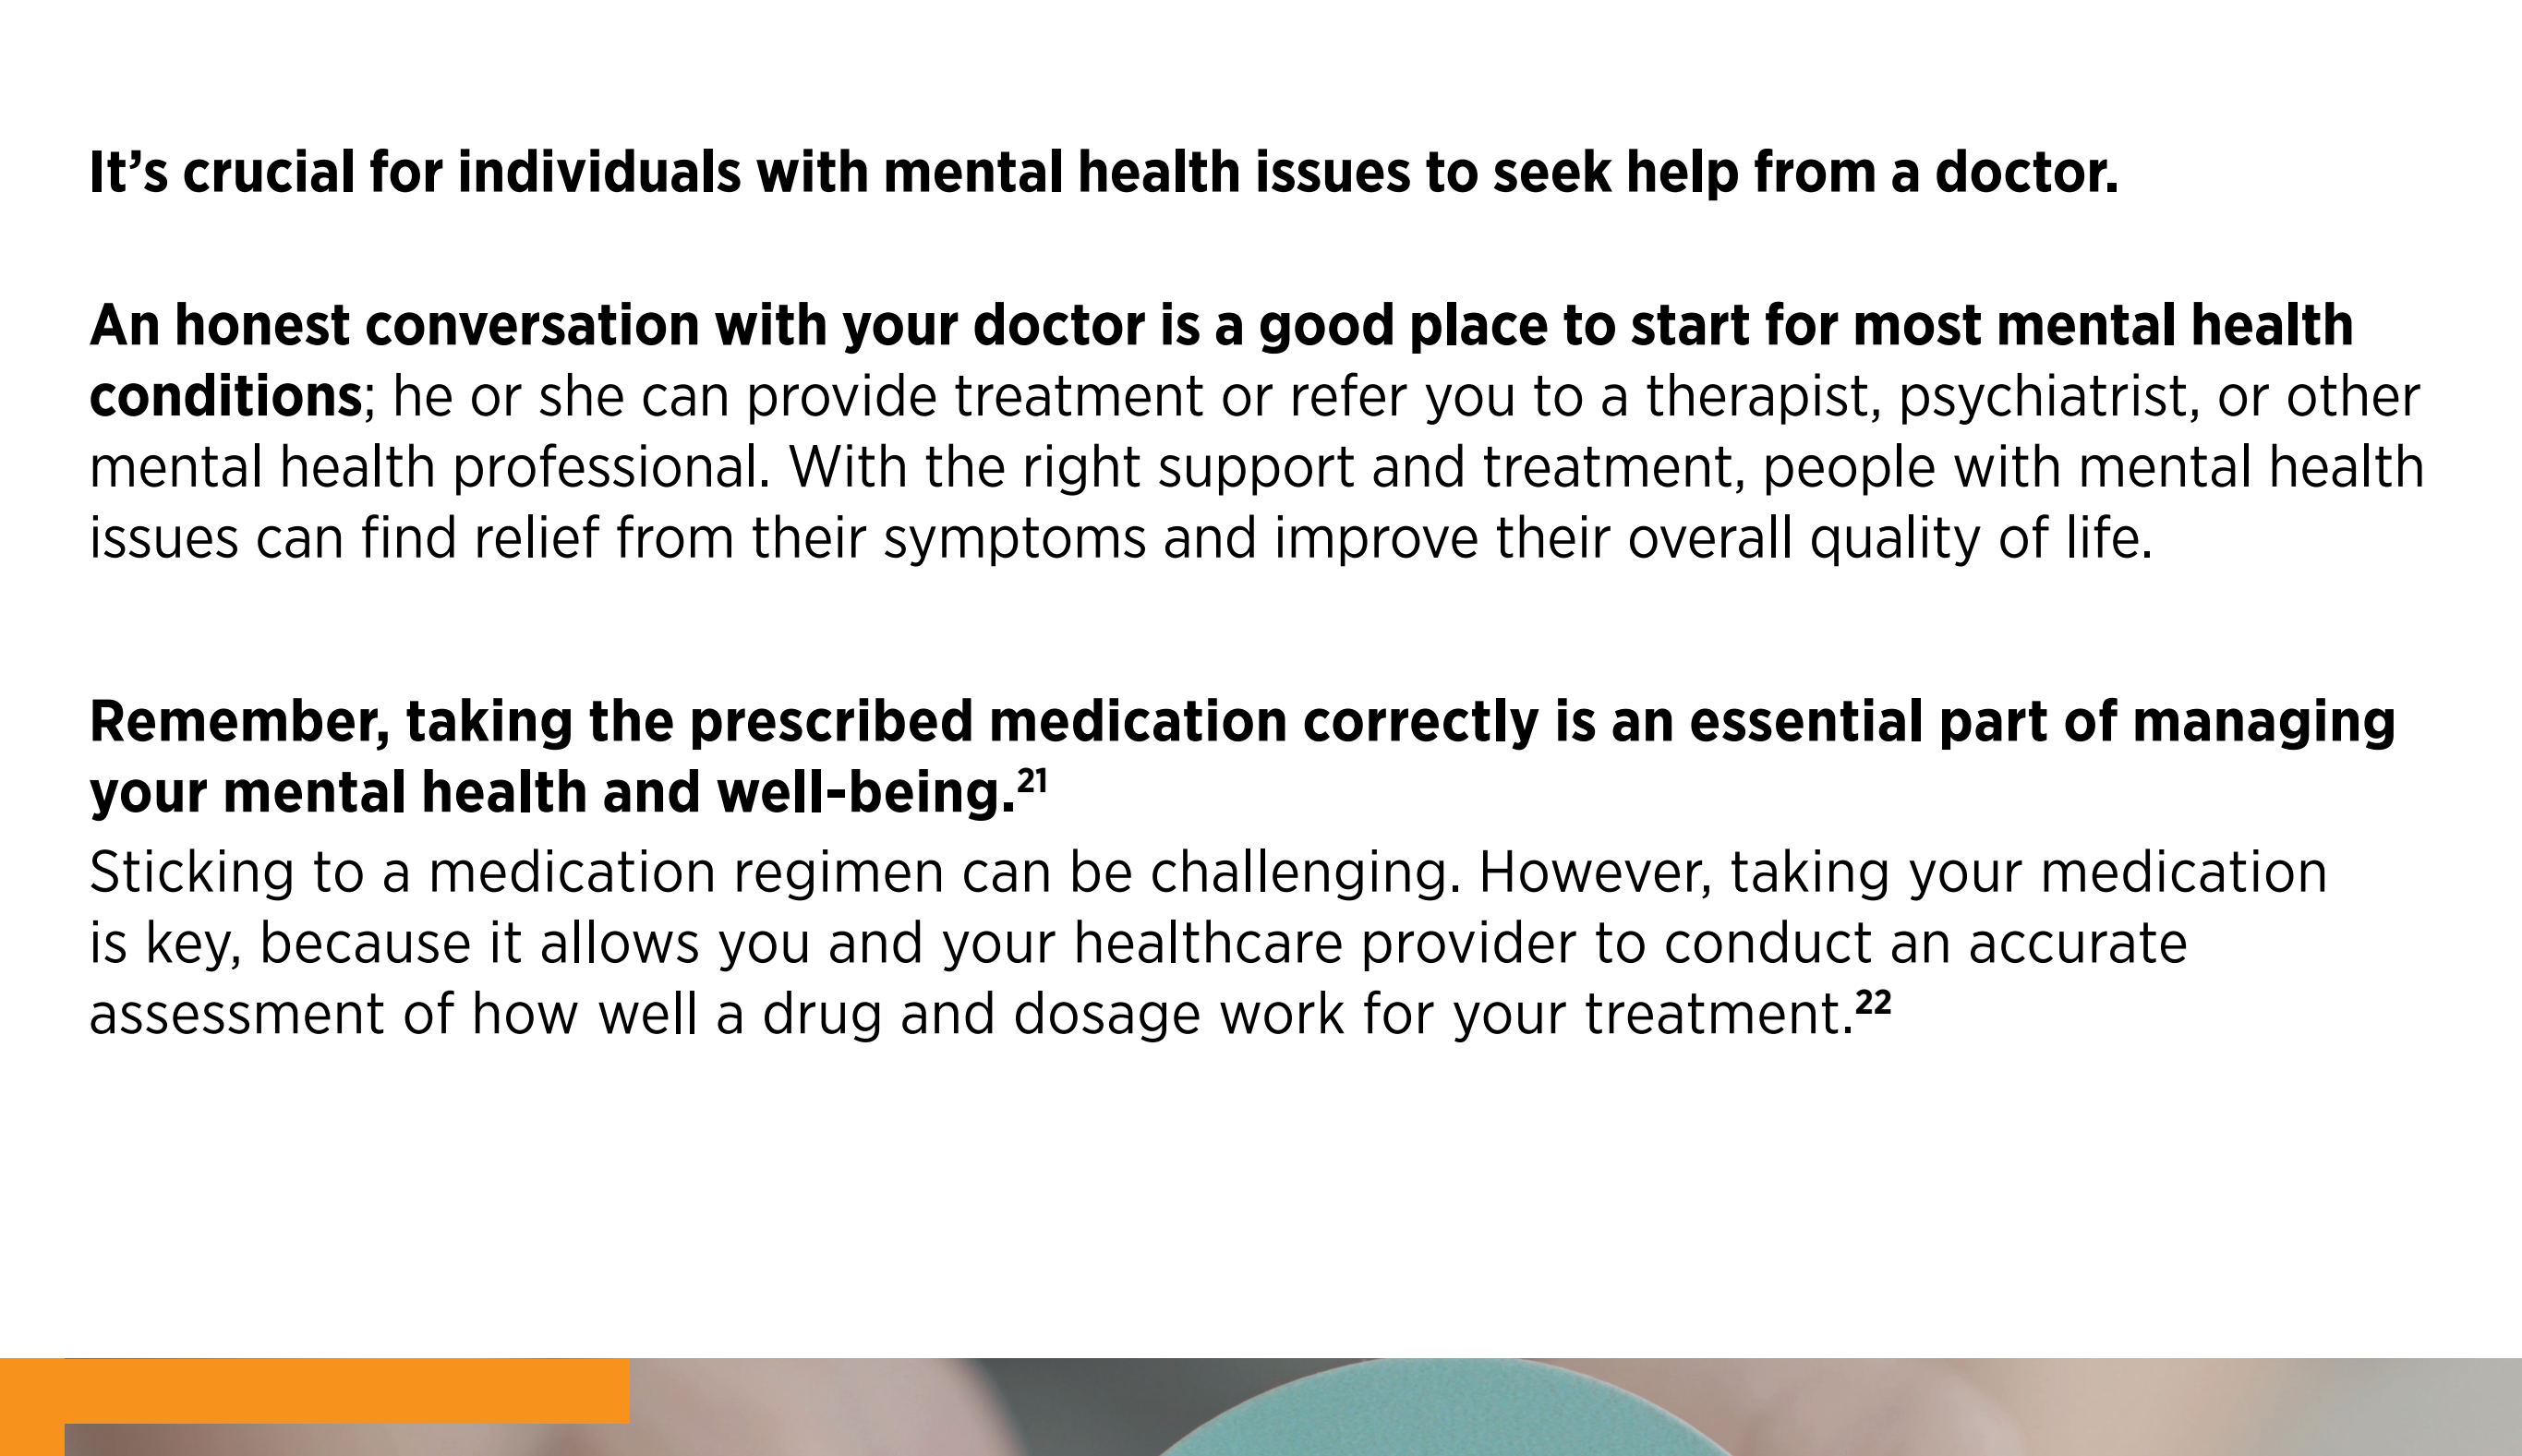 It’s crucial for individuals with mental health issues to seek help from a doctor.
An honest conversation with your doctor is a good place to start for most mental health
conditions; he or she can provide treatment or refer you to a therapist, psychiatrist, or other
mental health professional. With the right support and treatment, people with mental health
issues can find relief from their symptoms and improve their overall quality of life.
Remember, taking the prescribed medication correctly is an essential part of managing
your mental health and well-being.21
Sticking to a medication regimen can be challenging. However, taking your medication
is key, because it allows you and your healthcare provider to conduct an accurate
assessment of how well a drug and dosage work for your treatment.22